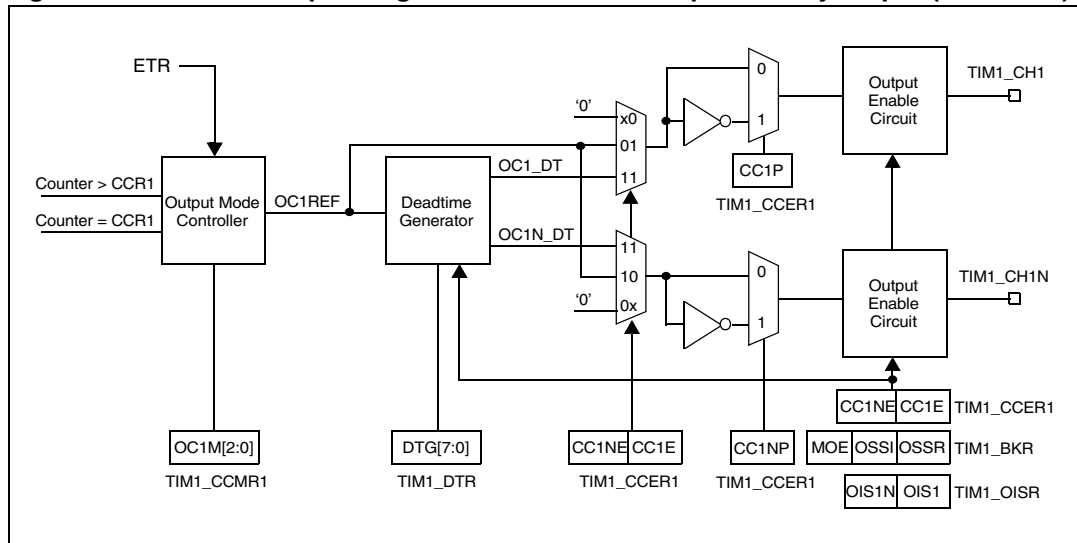 ETR
Counter > CCR1
Counter = CCR1
Output Mode
Controller
OC1REF
Deadtime
Generator
OC1_DT
OC1N_DT
'0'
x0
01
11
11
10
0x
'0'
0
1
CC1P
TIM1_CCER1
0
1
Output
Enable
Circuit
TIM1_CH1
Output
Enable
Circuit
TIM1_CH1N
OC1M[2:0]
TIM1_CCMR1
DTG[7:0]
TIM1_DTR
CC1NE CC1E
TIM1_CCER1
CC1NP
TIM1_CCER1
CC1NE CC1E TIM1_CCER1
MOE OSSI OSSR TIM1_BKR
OIS1N OIS1 TIM1_OISR